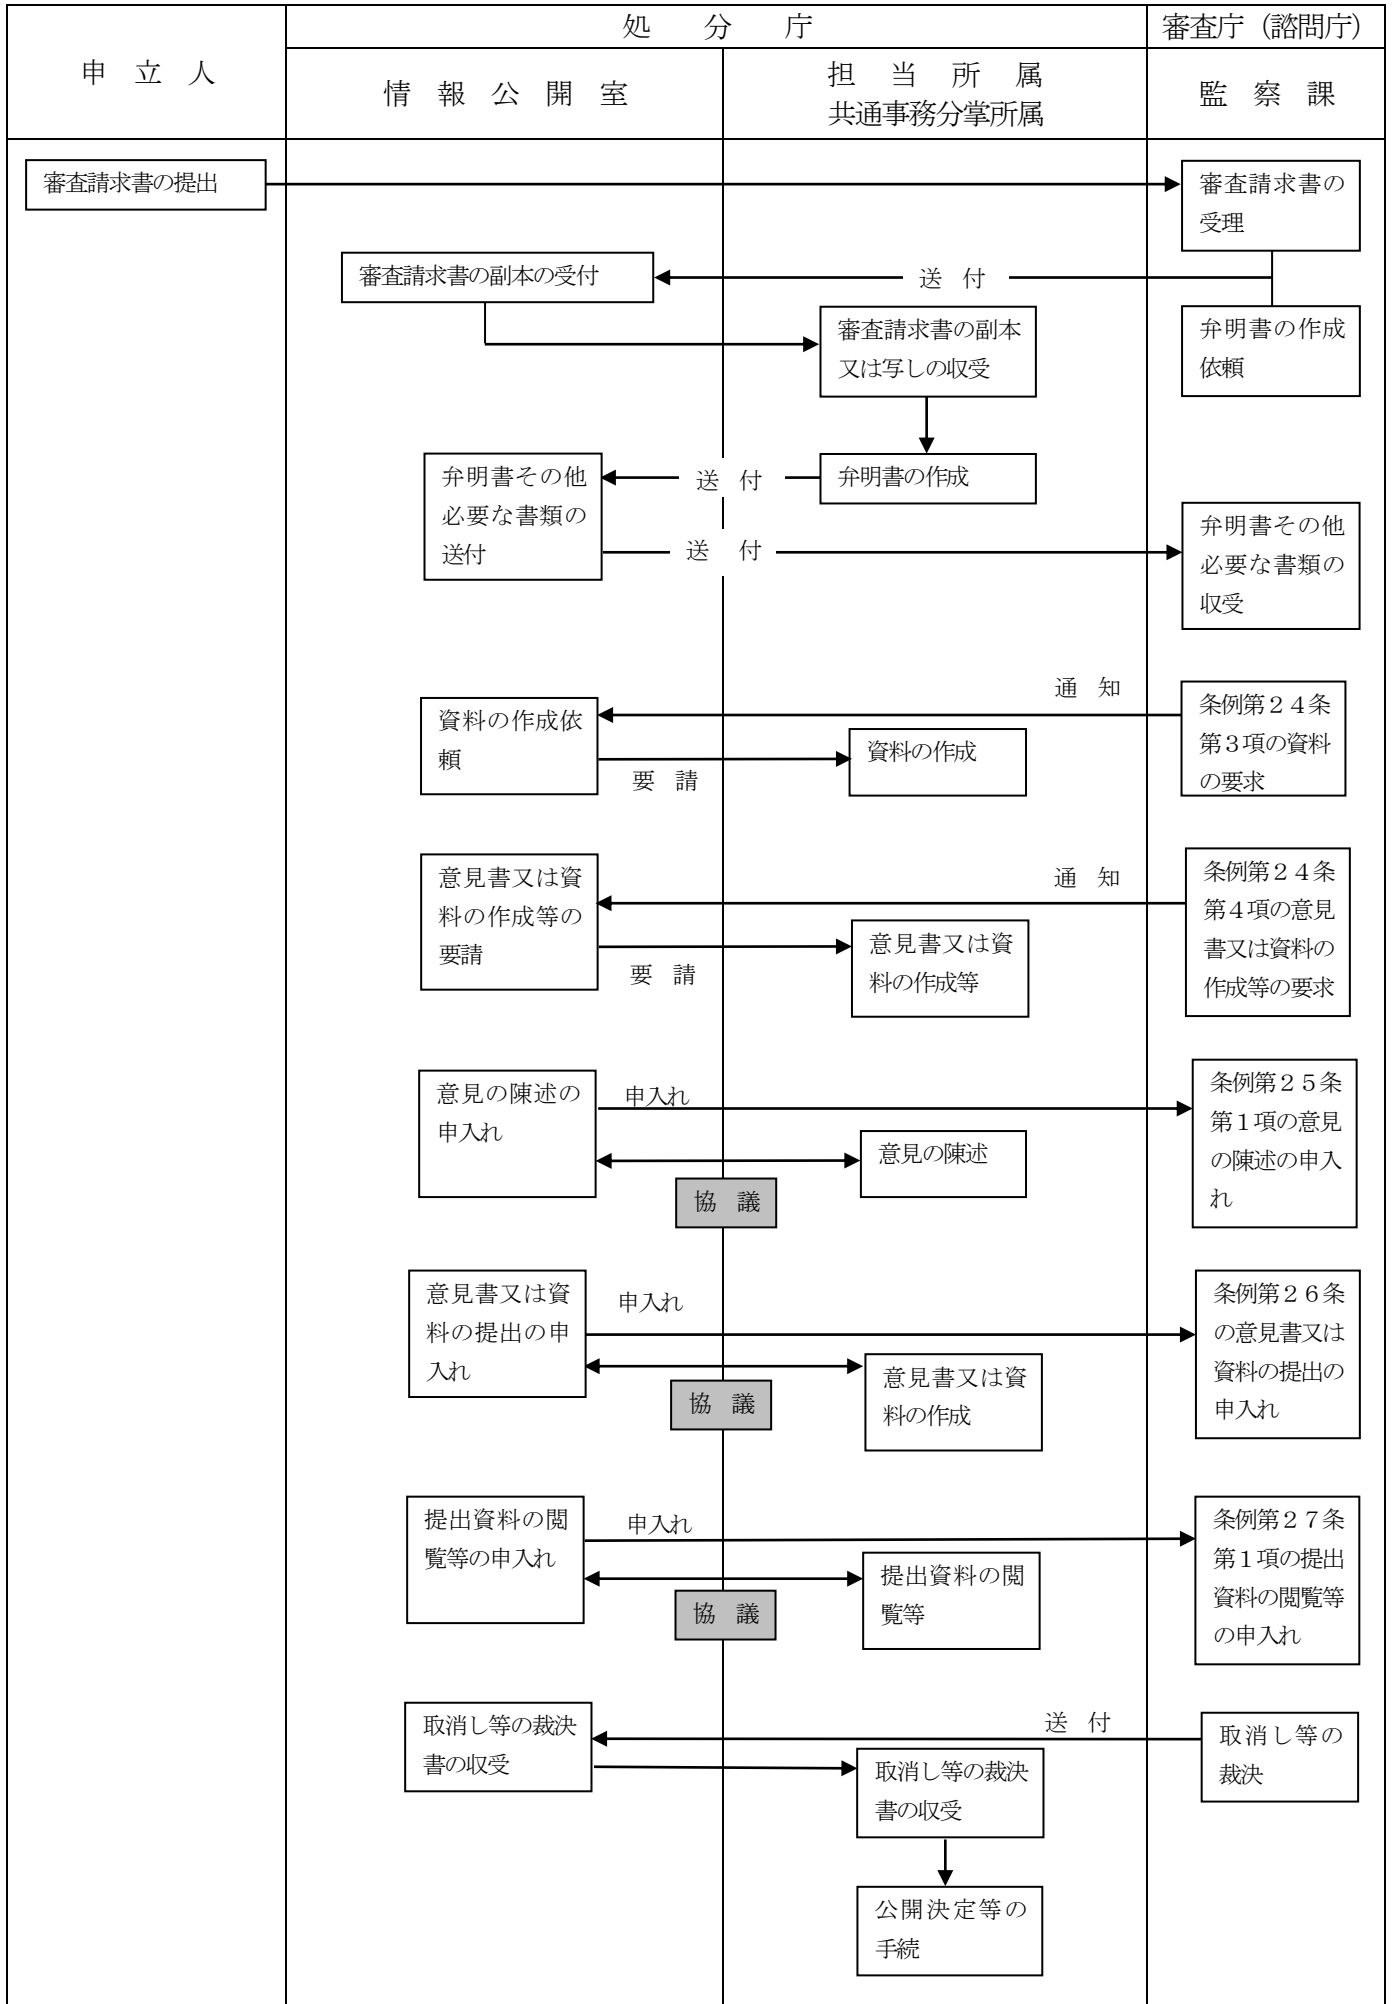 処　分　庁
審査庁（諮問庁）
申　立　人
情　報　公　開　室
担　当　所　属
共通事務分掌所属
監　察　課
審査請求書の提出
審査請求書の
受理
審査請求書の副本の受付
送　付
審査請求書の副本
又は写しの収受
弁明書の作成
依頼
弁明書その他
必要な書類の
送付
送　付
弁明書の作成
送　付
弁明書その他
必要な書類の
収受
通　知
資料の作成依
頼
要　請
資料の作成
条例第２４条
第３項の資料
の要求
通　知
意見書又は資
料の作成等の
要請
要　請
意見書又は資
料の作成等
条例第２４条
第４項の意見
書又は資料の
作成等の要求
意見の陳述の
申入れ
申入れ
意見の陳述
協　議
条例第２５条
第１項の意見
の陳述の申入
れ
意見書又は資
料の提出の申
入れ
申入れ
協　議
意見書又は資
料の作成
条例第２６条
の意見書又は
資料の提出の
申入れ
提出資料の閲
覧等の申入れ
申入れ
協　議
提出資料の閲
覧等
条例第２７条
第１項の提出
資料の閲覧等
の申入れ
取消し等の裁決
書の収受
送　付
取消し等の
裁決
取消し等の裁決
書の収受
公開決定等の
手続